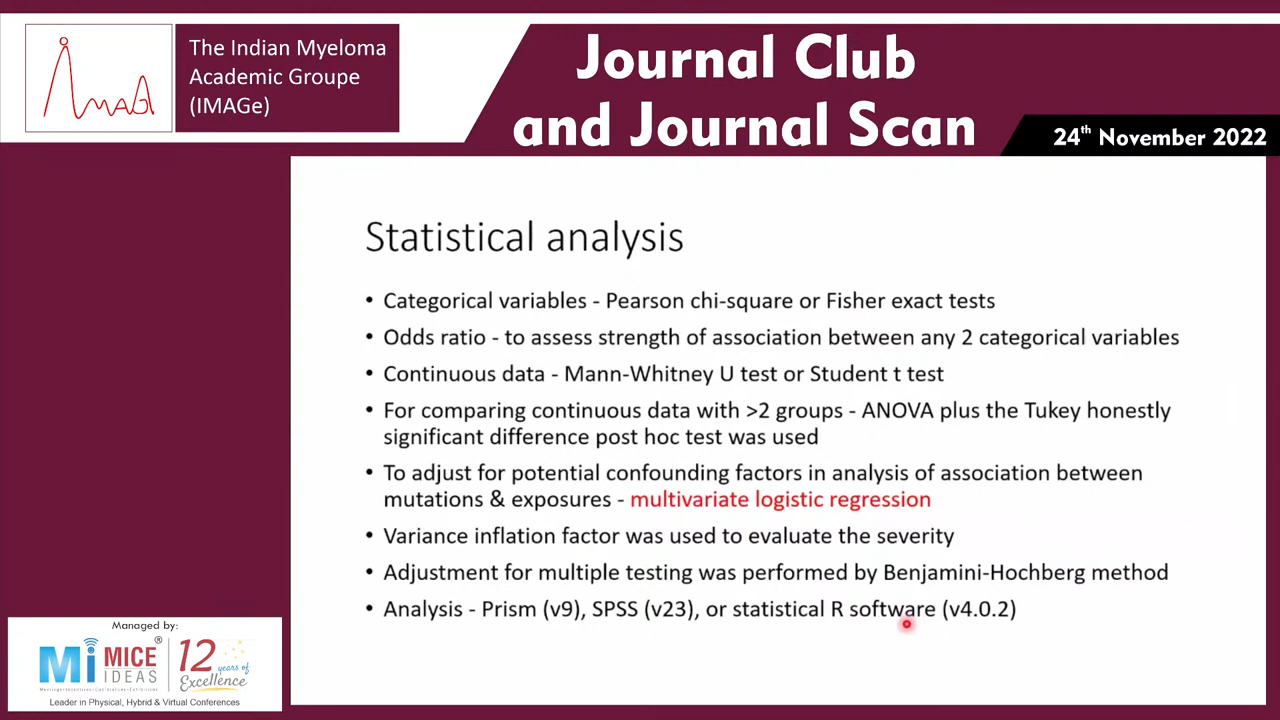 ImAGe
The Indian Myeloma
Academic Groupe
(IMAGe)
Journal Club
and Journal Scan
24th November 2022
Statistical analysis
• Categorical variables - Pearson chi-square or Fisher exact tests
• Odds ratio - to assess strength of association between any 2 categorical variables
• Continuous data - Mann-Whitney U test or Student t test
• For comparing continuous data with >2 groups - ANOVA plus the Tukey honestly
significant difference post hoc test was used
• To adjust for potential confounding factors in analysis of association between
mutations & exposures - multivariate logistic regression
• Variance inflation factor was used to evaluate the severity
• Adjustment for multiple testing was performed by Benjamini-Hochberg method
• Analysis - Prism (v9), SPSS (v23), or statistical R software (v4.0.2)
Managed by:
Mi MICE IDEAS ®
12 years of Excellence
Leader in Physical, Hybrid & Virtual Conferences